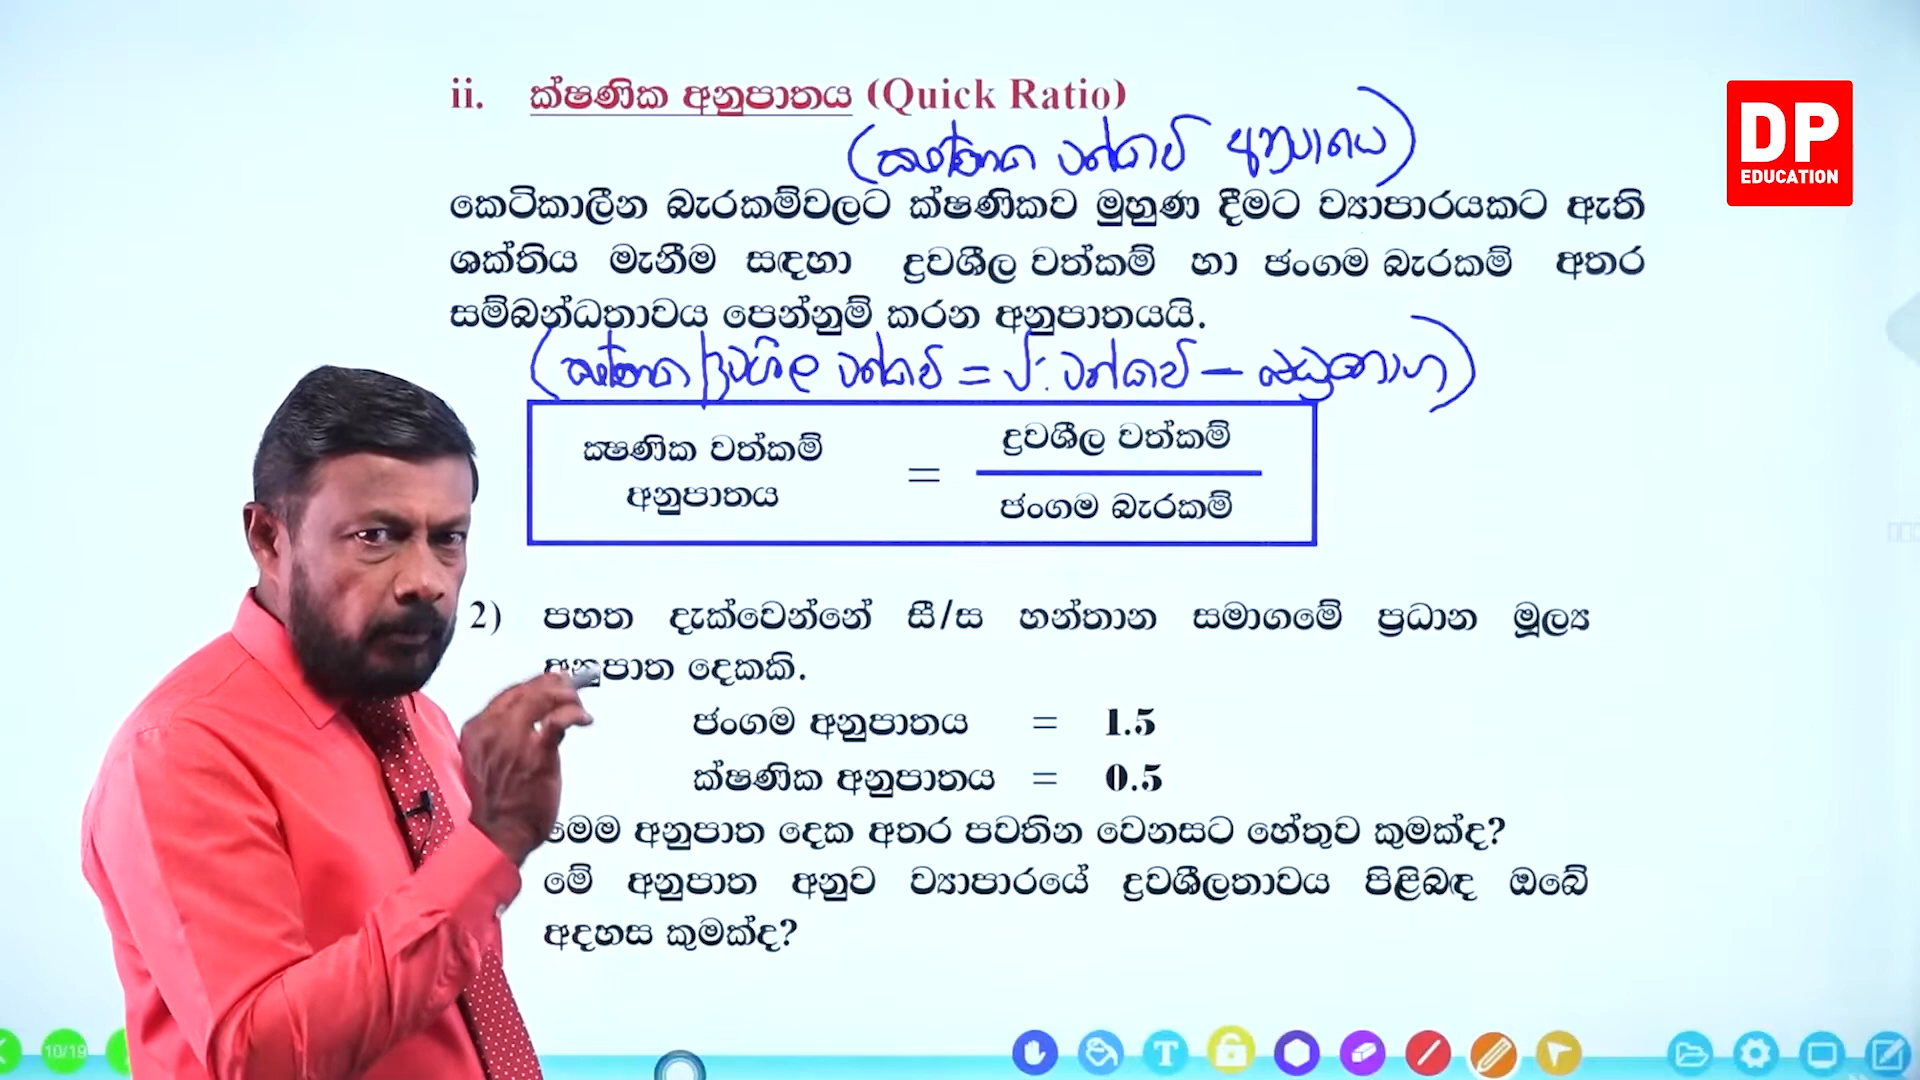 ii. ක්ෂණික අනුපාතය (Quick Ratio)
DP
EDUCATION
කෙටිකාලීන බැරකම්වලට ක්ෂණිකව මුහුණ දීමට ව්‍යාපාරයකට ඇති
ශක්තිය මැනීම සඳහා ද්‍රවශීල වත්කම් හා ජංගම බැරකම් අතර
සම්බන්ධතාවය පෙන්නුම් කරන අනුපාතයයි.
ක්‍ෂණික වත්කම් අනුපාතය = ද්‍රවශීල වත්කම්
ජංගම බැරකම්
2) පහත දැක්වෙන්නේ සී/ස හන්තාන සමාගමේ ප්‍රධාන මූල්‍ය
අනුපාත දෙකකි.
ජංගම අනුපාතය = 1.5
ක්ෂණික අනුපාතය = 0.5
මෙම අනුපාත දෙක අතර පවතින වෙනසට හේතුව කුමක්ද?
මේ අනුපාත අනුව ව්‍යාපාරයේ ද්‍රවශීලතාවය පිළිබඳ ඔබේ
අදහස කුමක්ද?
10/19
T